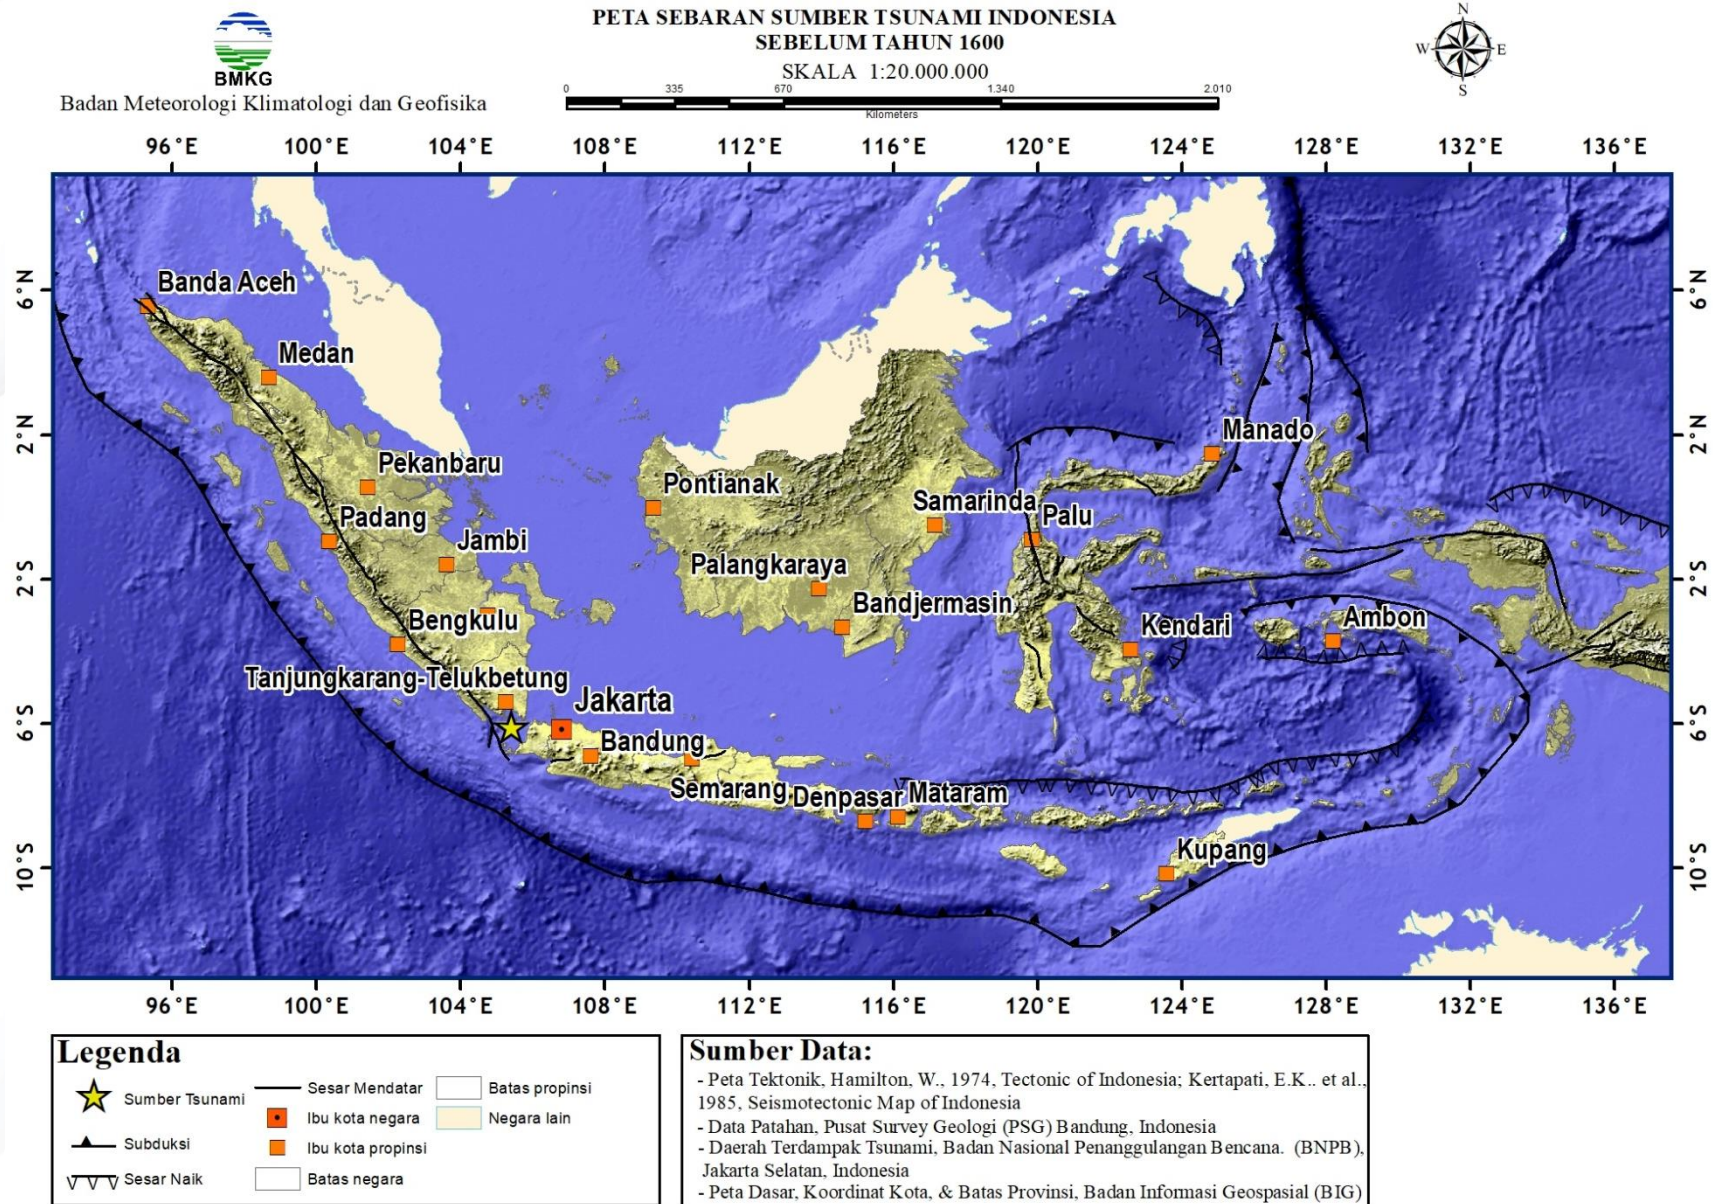 PETA SEBARAN SUMBER TSUNAMI INDONESIA
SEBELUM TAHUN 1600
SKALA 1:20.000.000
BMKG
Badan Meteorologi Klimatologi dan Geofisika
0 335 670 1.340 2.010
Kilometers
N
W E
S
96°E 100°E 104°E 108°E 112°E 116°E 120°E 124°E 128°E 132°E 136°E
6°N 6°N
2°N 2°N
2°S 2°S
6°S 6°S
10°S 10°S
Banda Aceh
Medan
Manado
Pekanbaru
Pontianak
Samarinda
Padang
Palu
Jambi
Palangkaraya
Bandjermasin
Bengkulu
Ambon
Kendari
Tanjungkarang-Telukbetung
Jakarta
Bandung
Semarang
Denpasar
Mataram
Kupang
96°E 100°E 104°E 108°E 112°E 116°E 120°E 124°E 128°E 132°E 136°E
Legenda
Sumber Tsunami
Subduksi
Sesar Naik
Sesar Mendatar
Ibu kota negara
Ibu kota propinsi
Batas negara
Batas propinsi
Negara lain
Sumber Data:
- Peta Tektonik, Hamilton, W., 1974, Tectonic of Indonesia; Kertapati, E.K.. et al.,
1985, Seismotectonic Map of Indonesia
- Data Patahan, Pusat Survey Geologi (PSG) Bandung, Indonesia
- Daerah Terdampak Tsunami, Badan Nasional Penanggulangan Bencana. (BNPB),
Jakarta Selatan, Indonesia
- Peta Dasar, Koordinat Kota, & Batas Provinsi, Badan Informasi Geospasial (BIG)